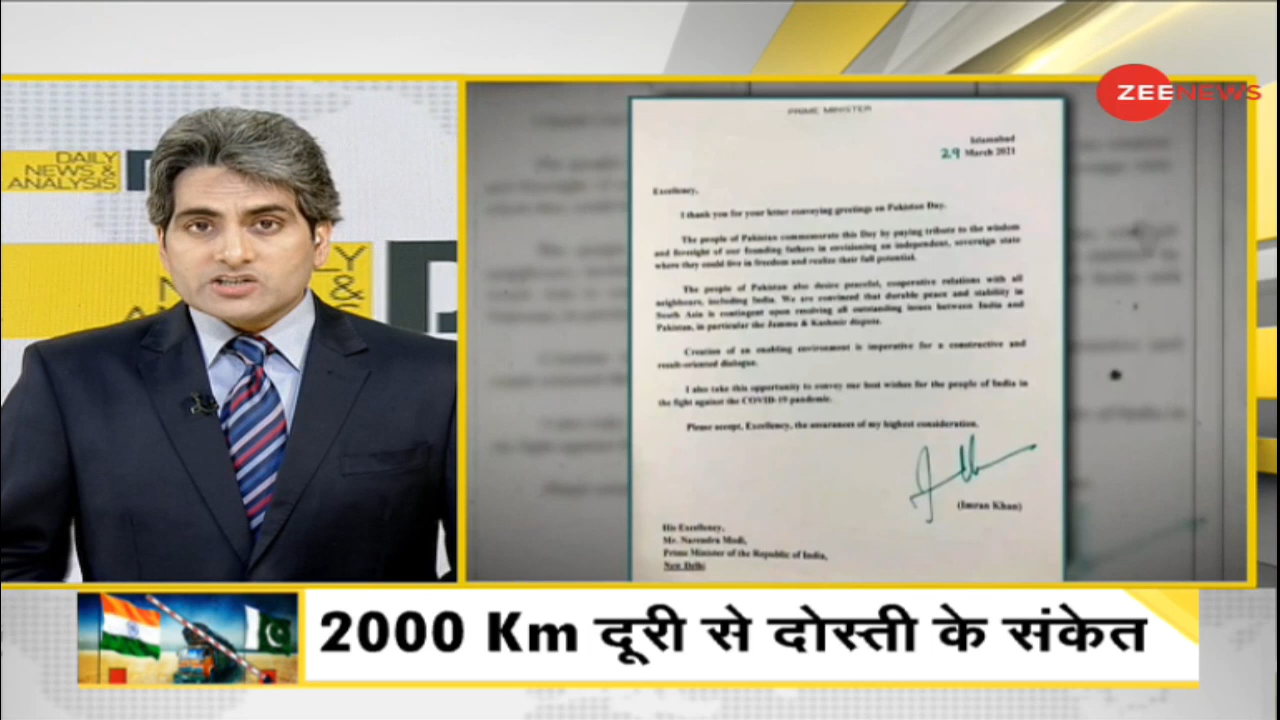 ZEE NEWS
DAILY
NEWS &
ANALYSIS
PRIME MINISTER
Islamabad
29 March 2021
Excellency,
I thank you for your letter conveying greetings on Pakistan Day.
The people of Pakistan commemorate this Day by paying tribute to the wisdom
and foresight of our founding fathers in envisioning an independent, sovereign state
where they could live in freedom and realize their full potential.
The people of Pakistan also desire peaceful, cooperative relations with all
neighbours, including India. We are convinced that durable peace and stability in
South Asia is contingent upon resolving all outstanding issues between India and
Pakistan, in particular the Jammu & Kashmir dispute.
Creation of an enabling environment is imperative for a constructive and
result-oriented dialogue.
I also take this opportunity to convey our best wishes for the people of India in
the fight against the COVID-19 pandemic.
Please accept, Excellency, the assurances of my highest consideration.
(Imran Khan)
His Excellency,
Mr. Narendra Modi,
Prime Minister of the Republic of India,
New Delhi
2000 Km दूरी से दोस्ती के संकेत